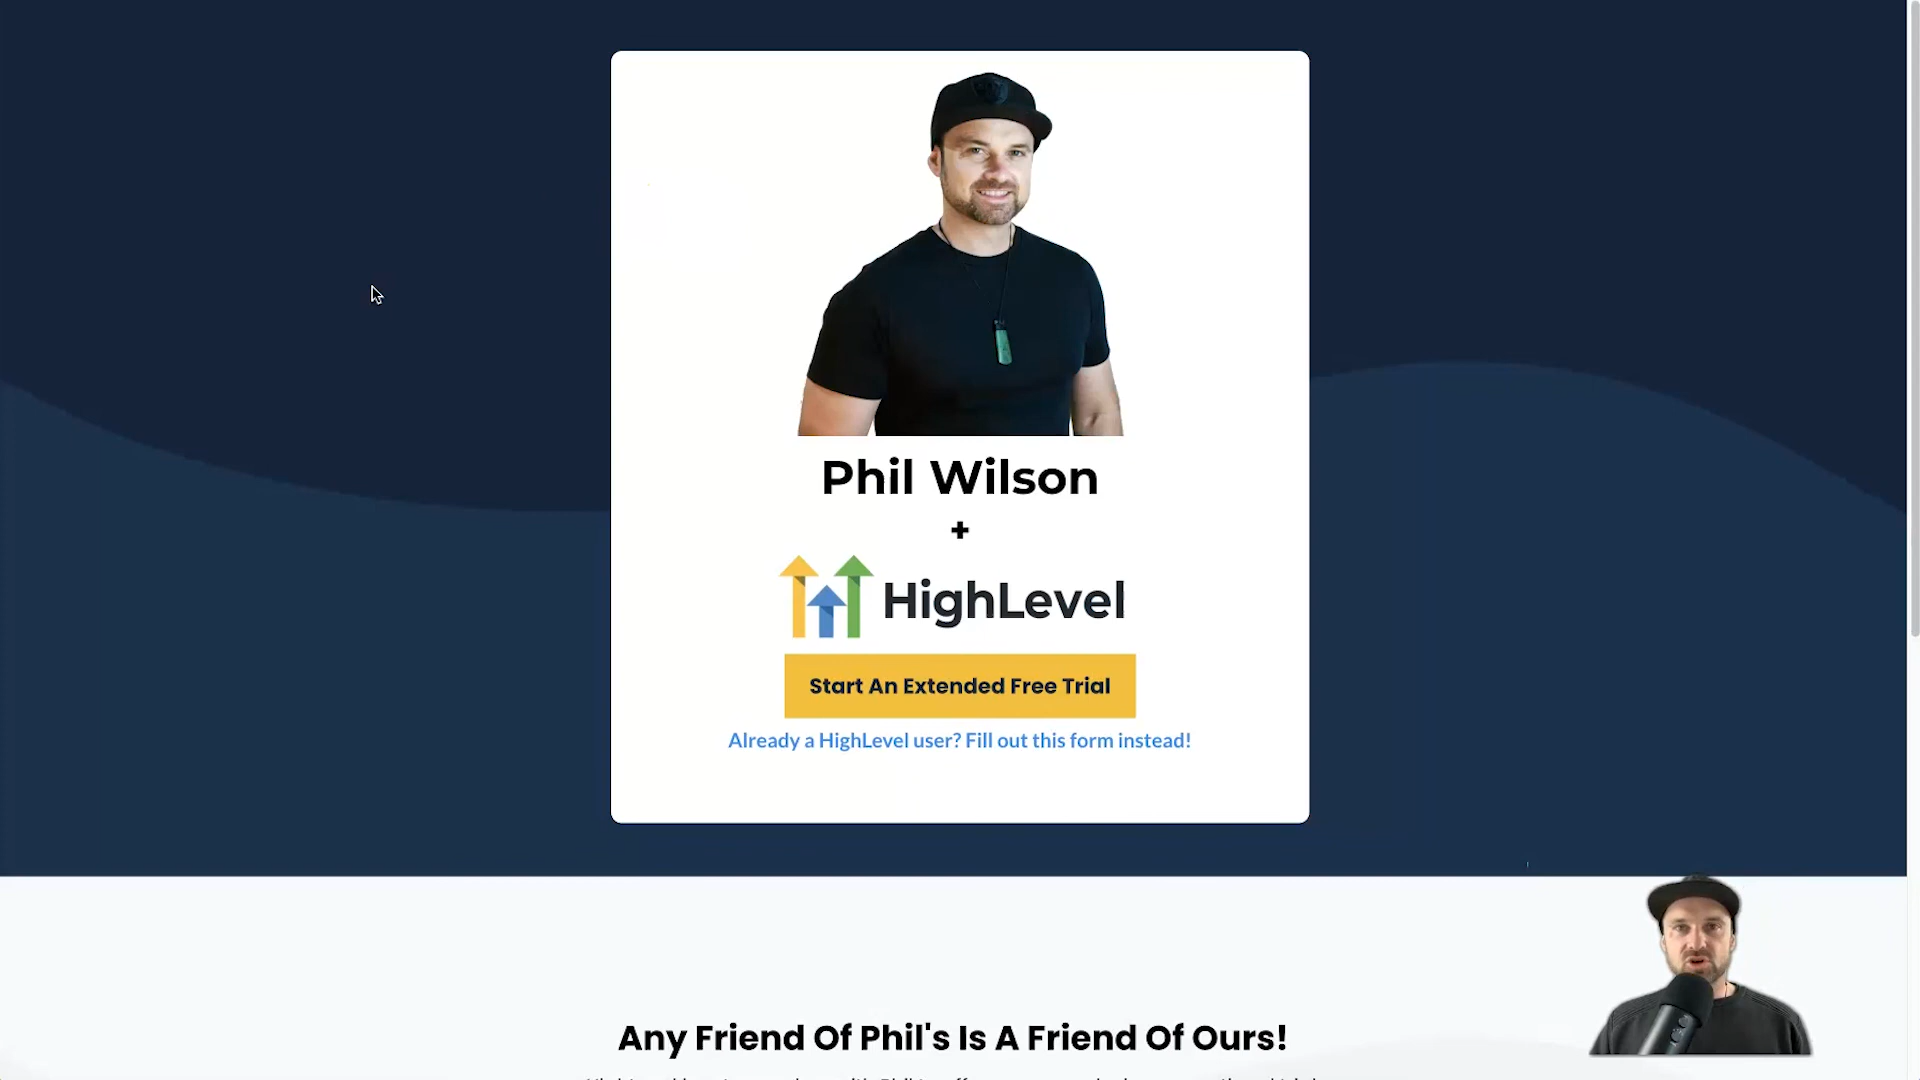 Phil Wilson
+
HighLevel
Start An Extended Free Trial
Already a HighLevel user? Fill out this form instead!
Any Friend Of Phil's Is A Friend Of Ours!